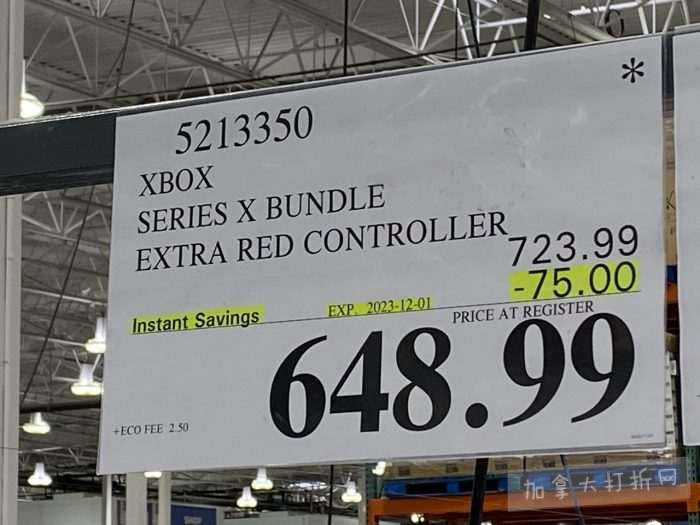 *
5213350
XBOX
SERIES X BUNDLE
EXTRA RED CONTROLLER
723.99
-75.00
Instant Savings EXP. 2023-12-01
PRICE AT REGISTER
648.99
+ECO FEE 2.50
加拿大打折网